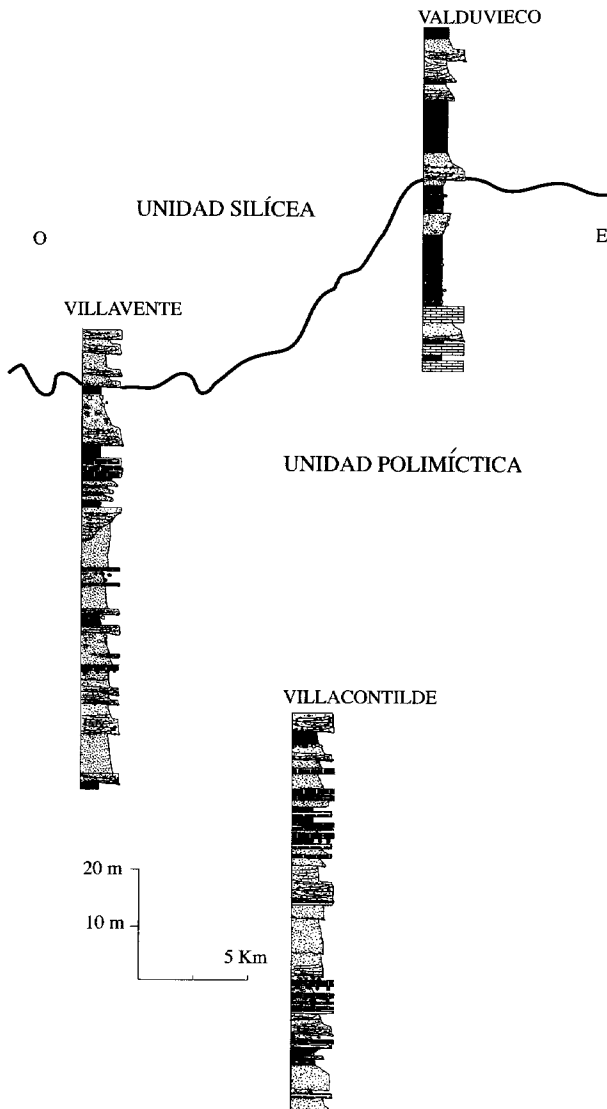 VALDUVIECO
UNIDAD SILÍCEA
O
E
VILLAVENTE
UNIDAD POLIMÍCTICA
VILLACONTILDE
20 m
10 m
5 Km